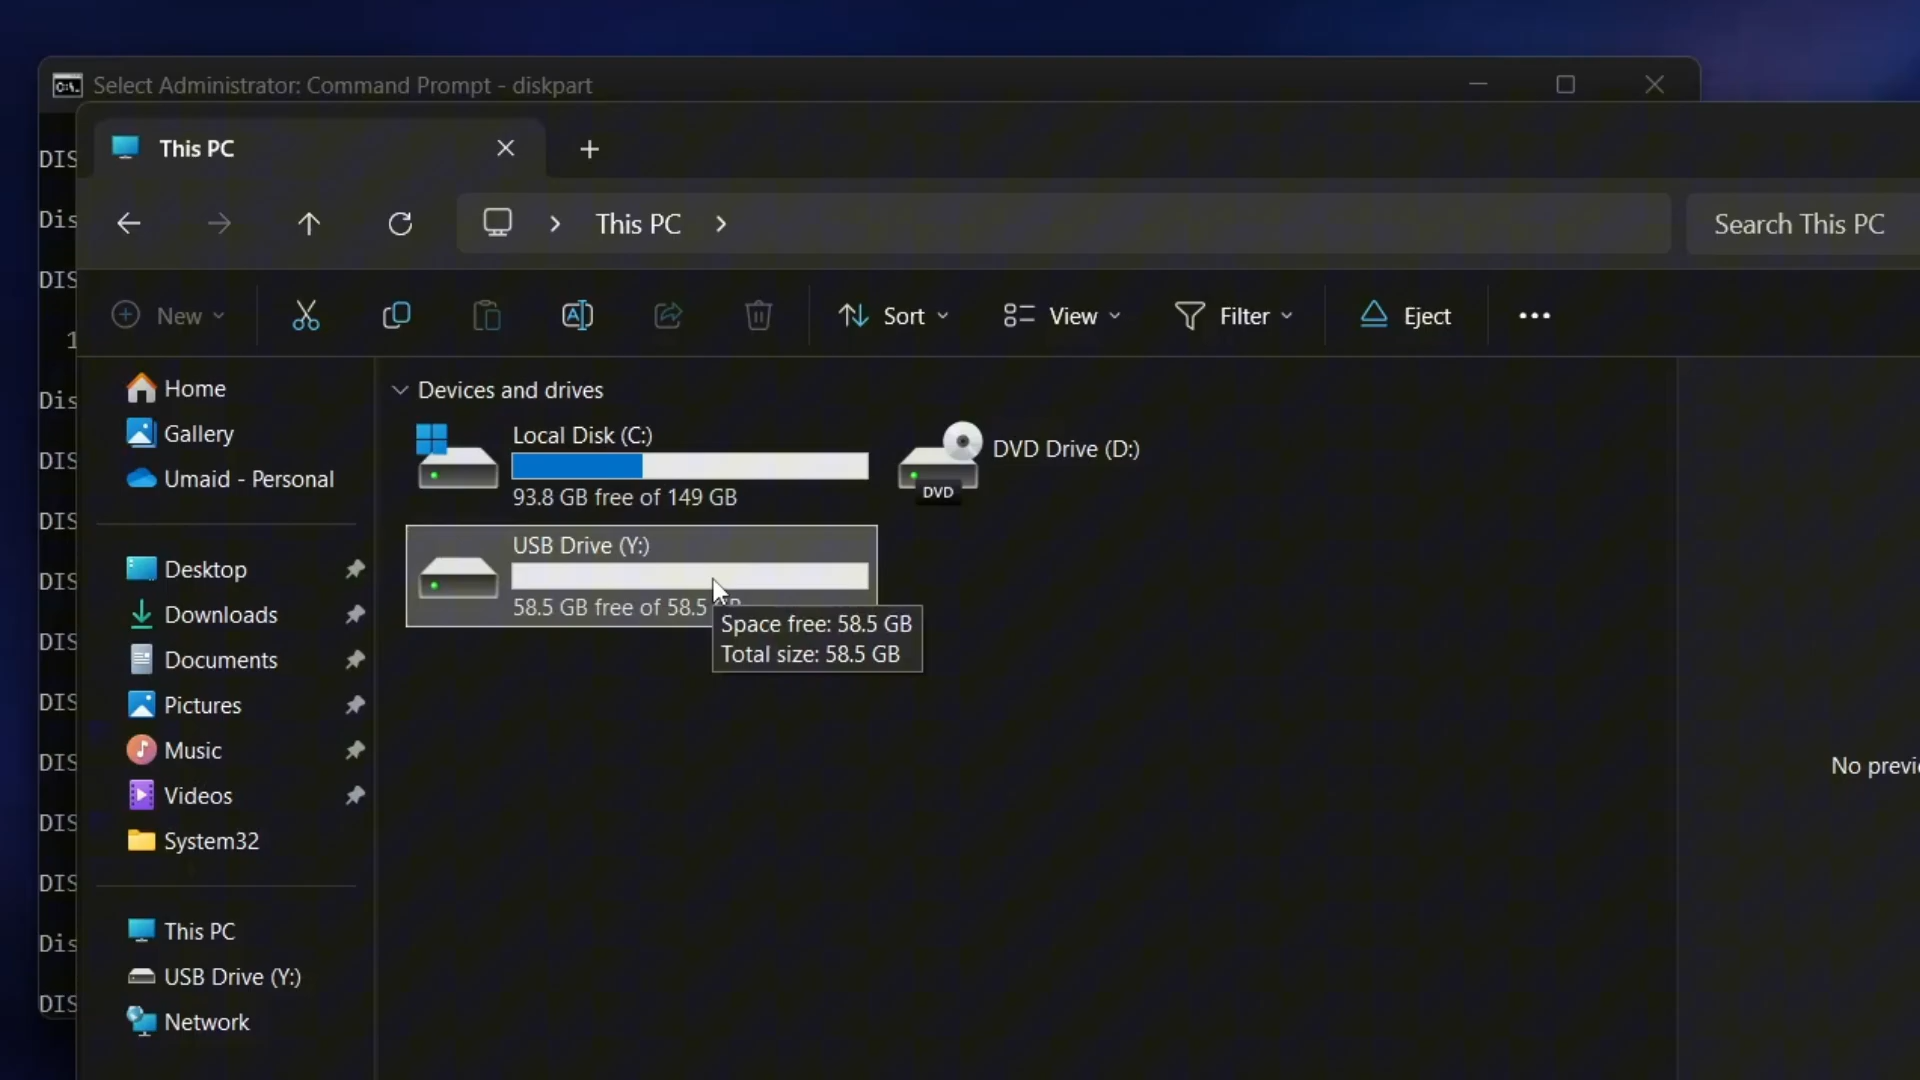 Select Administrator: Command Prompt - diskpart
This PC
This PC
Search This PC
New
Sort
View
Filter
Eject
Home
Gallery
Umaid - Personal
Desktop
Downloads
Documents
Pictures
Music
Videos
System32
This PC
USB Drive (Y:)
Network
Devices and drives
Local Disk (C:)
93.8 GB free of 149 GB
DVD Drive (D:)
DVD
USB Drive (Y:)
58.5 GB free of 58.5
Space free: 58.5 GB
Total size: 58.5 GB
No previ
DIS
Dis
DIS
1
Dis
DIS
DIS
DIS
DIS
DIS
DIS
DIS
DIS
Dis
DIS